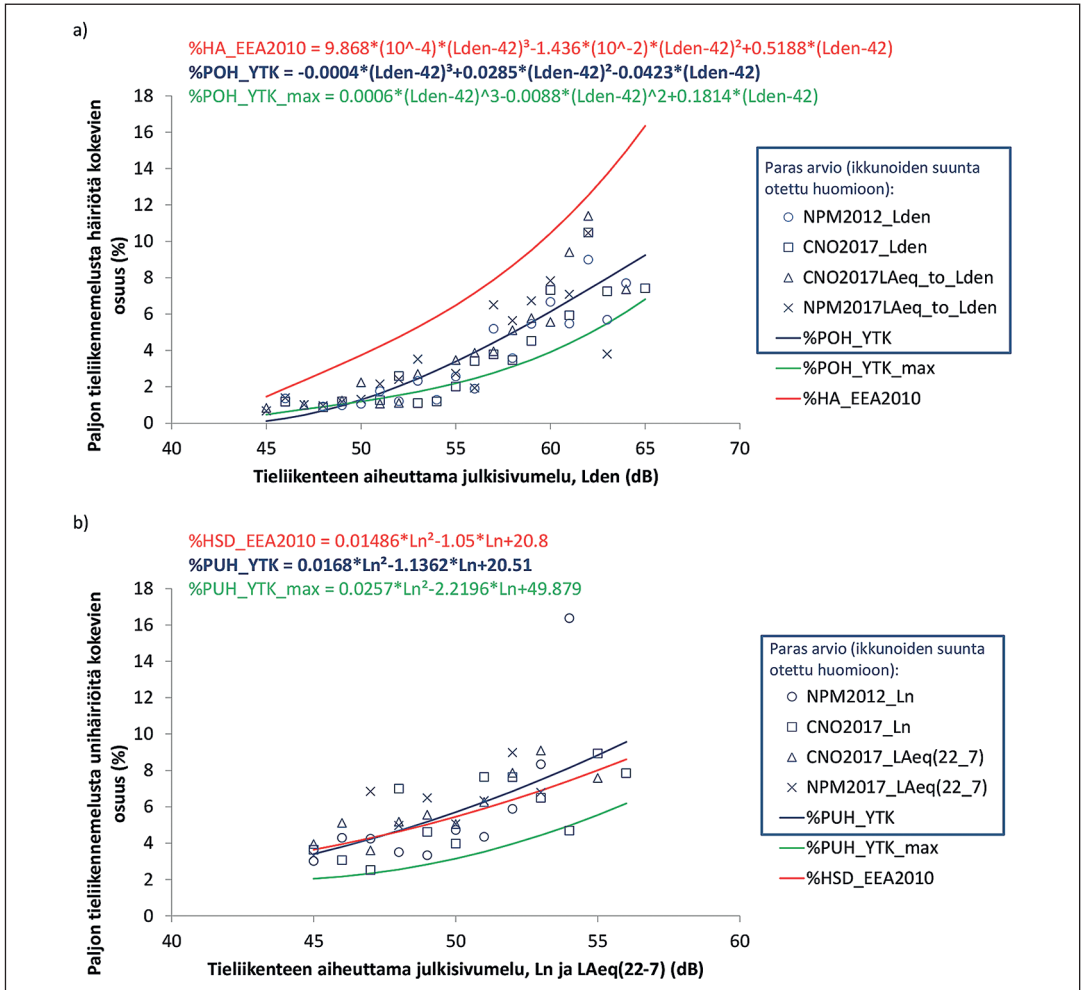 a)
%HA_EEA2010 = 9.868*(10^-4)*(Lden-42)³-1.436*(10^-2)*(Lden-42)²+0.5188*(Lden-42)
%POH_YTK = -0.0004*(Lden-42)³+0.0285*(Lden-42)²-0.0423*(Lden-42)
%POH_YTK_max = 0.0006*(Lden-42)^3-0.0088*(Lden-42)^2+0.1814*(Lden-42)
Paljon tieliikennemelusta häiriötä kokevien
osuus (%)
18
16
14
12
10
8
6
4
2
0
40
45
50
55
60
65
70
Tieliikenteen aiheuttama julkisivumelu, Lden (dB)
Paras arvio (ikkunoiden suunta
otettu huomioon):
NPM2012_Lden
CNO2017_Lden
CNO2017LAeq_to_Lden
NPM2017LAeq_to_Lden
%POH_YTK
%POH_YTK_max
%HA_EEA2010
b)
%HSD_EEA2010 = 0.01486*Ln²-1.05*Ln+20.8
%PUH_YTK = 0.0168*Ln²-1.1362*Ln+20.51
%PUH_YTK_max = 0.0257*Ln²-2.2196*Ln+49.879
Paljon tieliikennemelusta unihäiriöitä kokevien
osuus (%)
18
16
14
12
10
8
6
4
2
0
40
45
50
55
60
Tieliikenteen aiheuttama julkisivumelu, Ln ja LAeq(22-7) (dB)
Paras arvio (ikkunoiden suunta
otettu huomioon):
NPM2012_Ln
CNO2017_Ln
CNO2017_LAeq(22_7)
NPM2017_LAeq(22_7)
%PUH_YTK
%PUH_YTK_max
%HSD_EEA2010